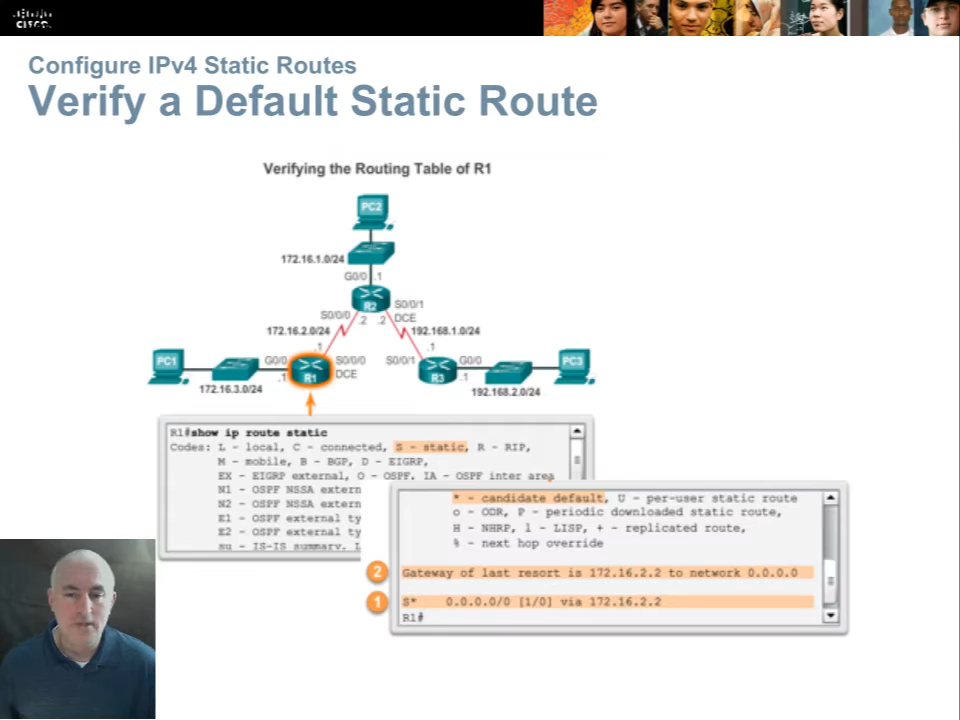 CISCO
Configure IPv4 Static Routes
Verify a Default Static Route
Verifying the Routing Table of R1
PC2
172.16.1.0/24
G0/0 .1
R2
S0/0/1
S0/0/0
.2 .2 DCE
172.16.2.0/24
192.168.1.0/24
.1 .1
PC1
G0/0
S0/0/0
S0/0/1
G0/0
PC3
.1
R1
DCE
R3
.1
172.16.3.0/24
192.168.2.0/24
R1#show ip route static
Codes: L - local, C - connected, S - static, R - RIP,
M - mobile, B - BGP, D - EIGRP,
EX - EIGRP external, O - OSPF, IA - OSPF inter area
N1 - OSPF NSSA extern
N2 - OSPF NSSA extern
E1 - OSPF external ty
E2 - OSPF external ty
su - IS-IS summary, L
* - candidate default, U - per-user static route
o - ODR, P - periodic downloaded static route,
H - NHRP, l - LISP, + - replicated route,
% - next hop override
2 Gateway of last resort is 172.16.2.2 to network 0.0.0.0
1 S* 0.0.0.0/0 [1/0] via 172.16.2.2
R1#